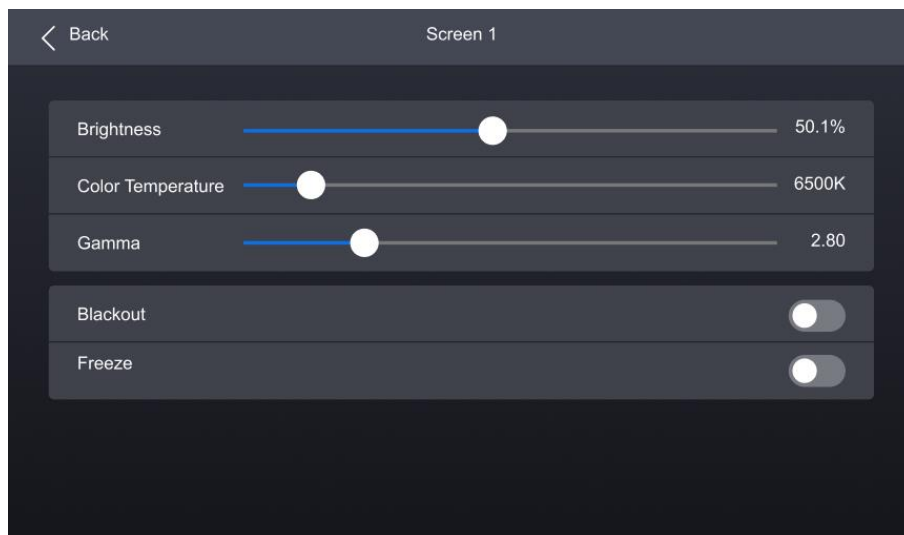 Back
Screen 1
Brightness 50.1%
Color Temperature 6500K
Gamma 2.80
Blackout
Freeze